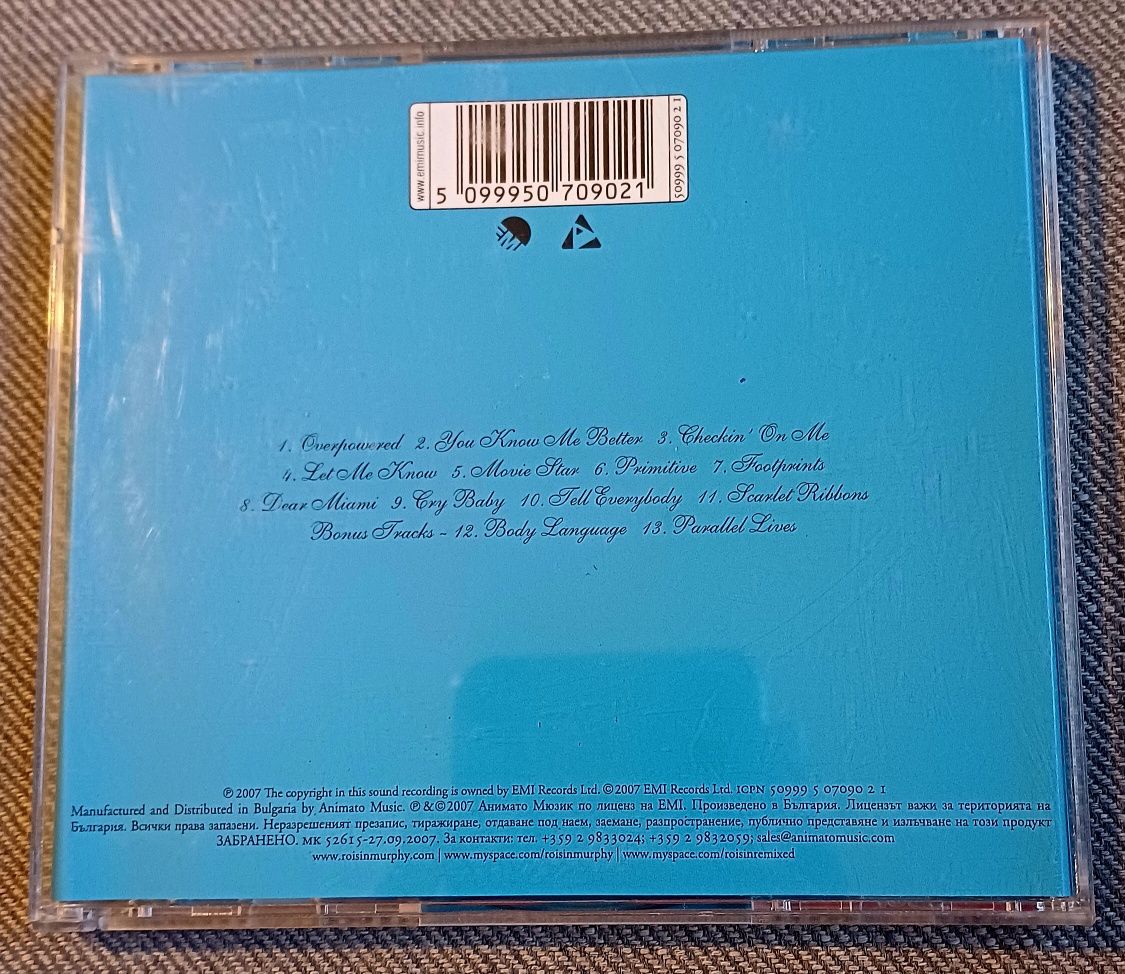 www.emimusic.info
5 099950 709021
50999 5 07090 2 1
EMI
1. Overpowered 2. You Know Me Better 3. Checkin' On Me
4. Let Me Know 5. Movie Star 6. Primitive 7. Footprints
8. Dear Miami 9. Cry Baby 10. Tell Everybody 11. Scarlet Ribbons
Bonus Tracks - 12. Body Language 13. Parallel Lives
℗ 2007 The copyright in this sound recording is owned by EMI Records Ltd. ©2007 EMI Records Ltd. ICPN 50999 5 07090 2 1
Manufactured and Distributed in Bulgaria by Animato Music. ℗ &©2007 Анимато Мюзик по лиценз на EMI. Произведено в България. Лицензът важи за територията на
България. Всички права запазени. Неразрешеният презапис, тиражиране, отдаване под наем, заемане, разпространение, публично представяне и излъчване на този продукт
ЗАБРАНЕНО. МК 52615-27.09.2007. За контакти: тел: +359 2 9833024; +359 2 9832059; sales@animatomusic.com
www.roisinmurphy.com | www.myspace.com/roisinmurphy | www.myspace.com/roisinremixed